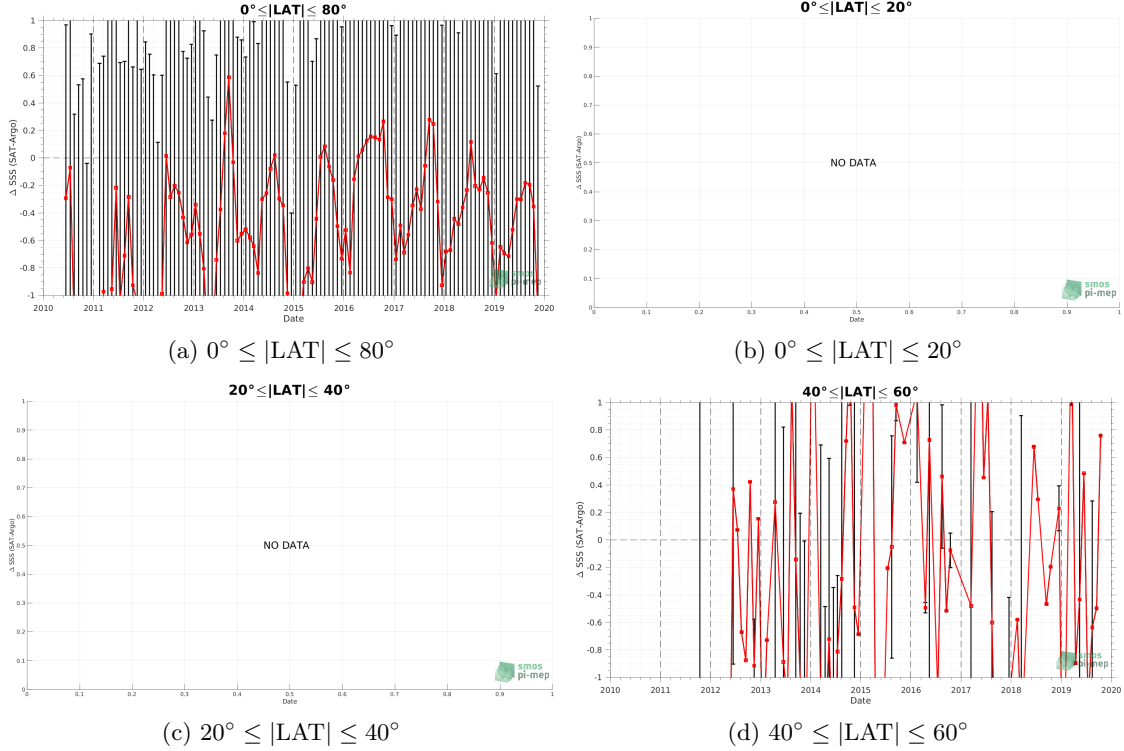 0°≤|LAT|≤ 80°
1
0.8
0.6
0.4
0.2
0
-0.2
-0.4
-0.6
-0.8
-1
Δ SSS (SAT-Argo)
2010 2011 2012 2013 2014 2015 2016 2017 2018 2019 2020
Date
smos
pi-mep
(a) 0° ≤ |LAT| ≤ 80°
0°≤|LAT|≤ 20°
1
0.9
0.8
0.7
0.6
0.5
0.4
0.3
0.2
0.1
0
Δ SSS (SAT-Argo)
NO DATA
0 0.1 0.2 0.3 0.4 0.5 0.6 0.7 0.8 0.9 1
Date
smos
pi-mep
(b) 0° ≤ |LAT| ≤ 20°
20°≤|LAT|≤ 40°
1
0.9
0.8
0.7
0.6
0.5
0.4
0.3
0.2
0.1
0
Δ SSS (SAT-Argo)
NO DATA
0 0.1 0.2 0.3 0.4 0.5 0.6 0.7 0.8 0.9 1
Date
smos
pi-mep
(c) 20° ≤ |LAT| ≤ 40°
40°≤|LAT|≤ 60°
1
0.8
0.6
0.4
0.2
0
-0.2
-0.4
-0.6
-0.8
-1
Δ SSS (SAT-Argo)
2010 2011 2012 2013 2014 2015 2016 2017 2018 2019 2020
Date
smos
pi-mep
(d) 40° ≤ |LAT| ≤ 60°